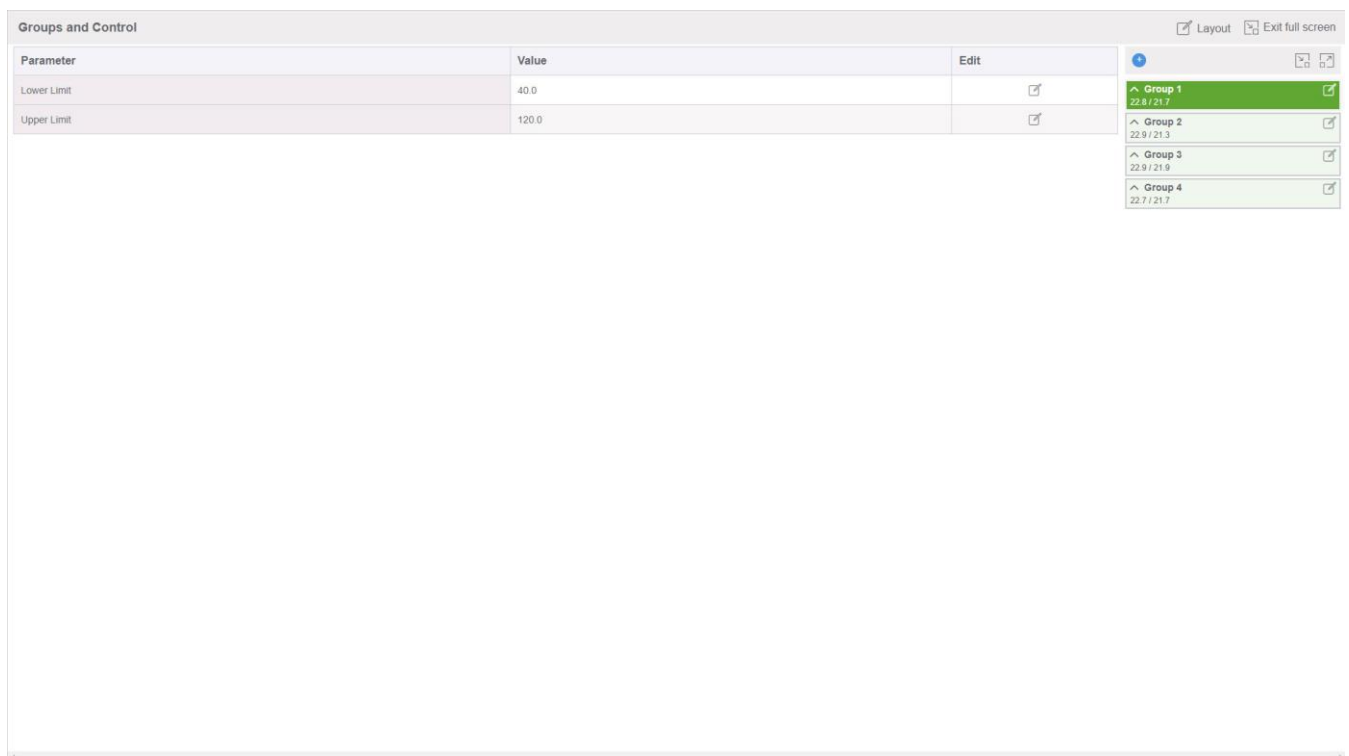 Groups and Control
Layout
Exit full screen
Parameter Value Edit
Lower Limit 40.0
Upper Limit 120.0
Group 1
22.8 / 21.7
Group 2
22.9 / 21.3
Group 3
22.9 / 21.9
Group 4
22.7 / 21.7